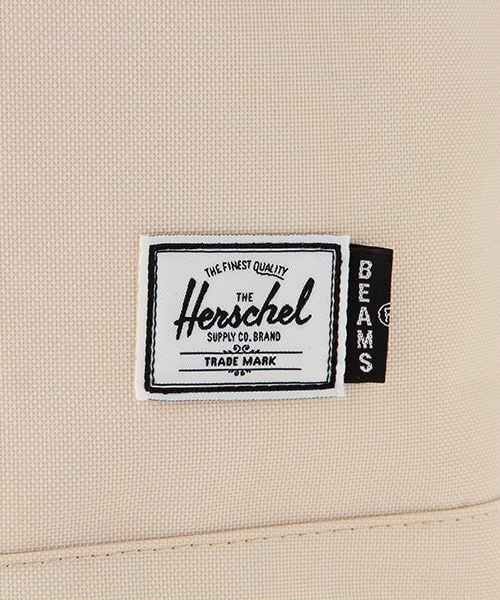 THE FINEST QUALITY
THE
Herschel
SUPPLY CO. BRAND
TRADE MARK
BEAMS